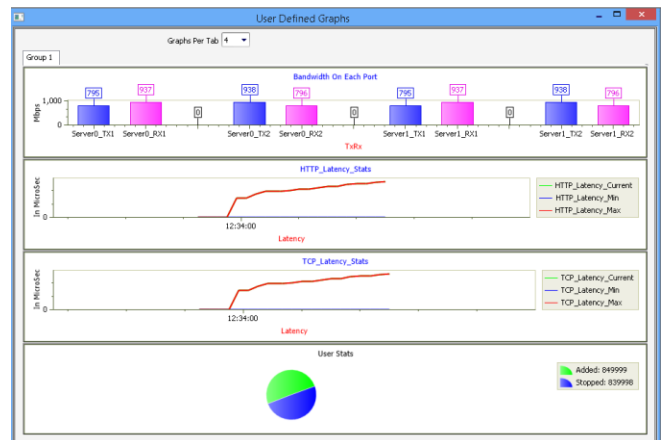 User Defined Graphs
Graphs Per Tab 4
Group 1
Bandwidth On Each Port
795 937 0 938 796 0 795 937 0 938 796
Mbps
1,000
0
Server0_TX1 Server0_RX1 Server0_TX2 Server0_RX2 Server1_TX1 Server1_RX1 Server1_TX2 Server1_RX2
TxRx
HTTP_Latency_Stats
In MicroSec
0
12:34:00
Latency
HTTP_Latency_Current
HTTP_Latency_Min
HTTP_Latency_Max
TCP_Latency_Stats
In MicroSec
0
12:34:00
Latency
TCP_Latency_Current
TCP_Latency_Min
TCP_Latency_Max
User Stats
Added: 849999
Stopped: 839998